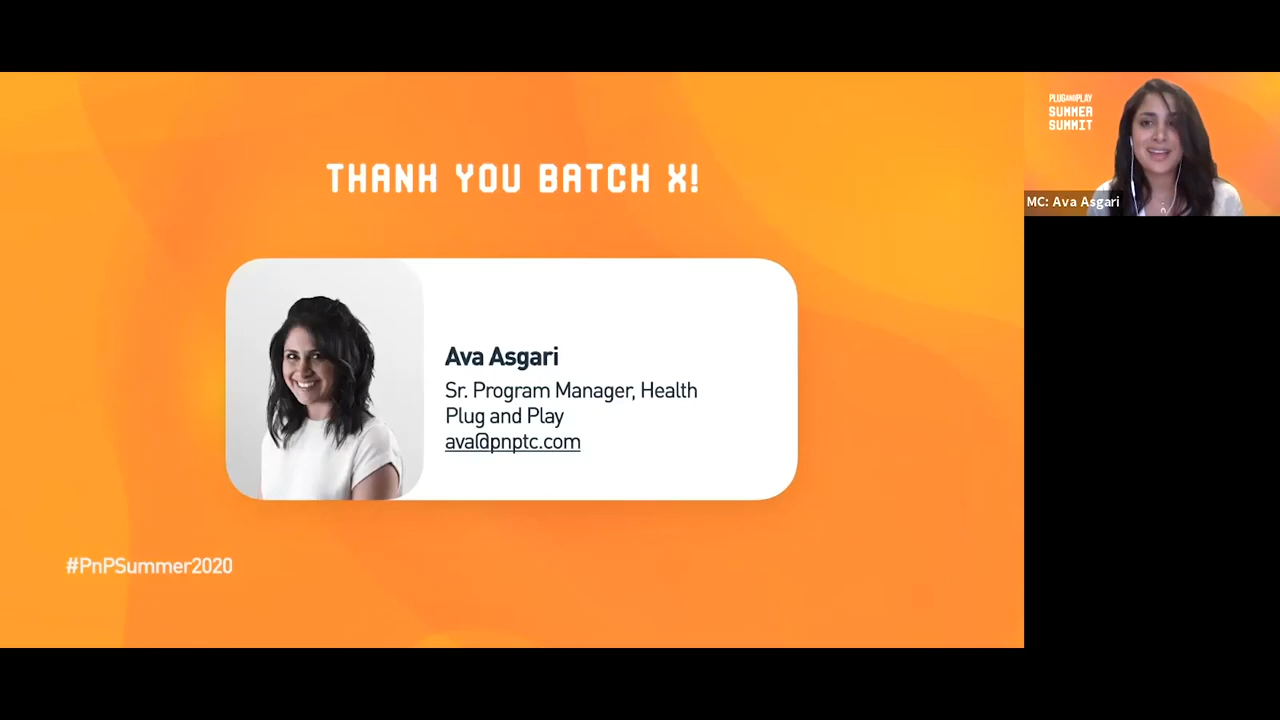 THANK YOU BATCH X!
Ava Asgari
Sr. Program Manager, Health
Plug and Play
ava@pnptc.com
#PnPSummer2020
PLUG AND PLAY
SUMMER
SUMMIT
MC: Ava Asgari